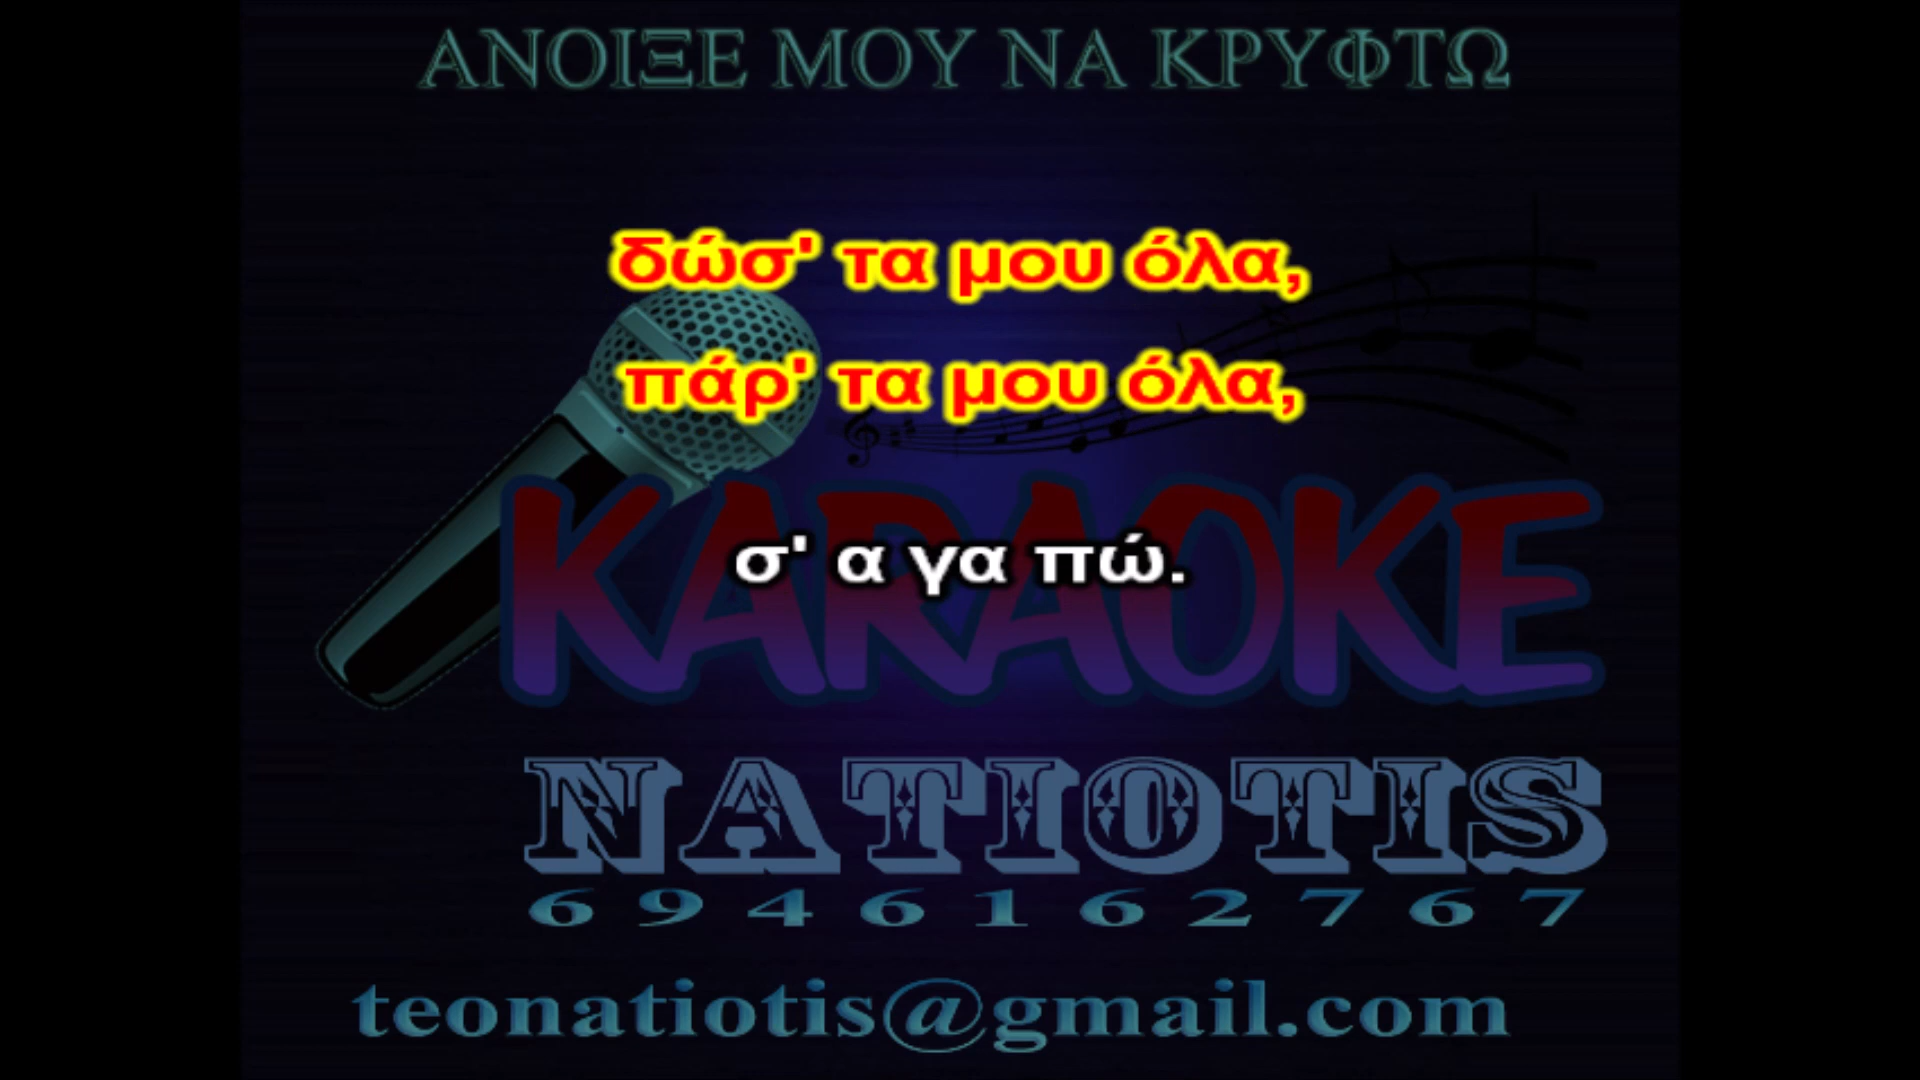 ΑΝΟΙΞΕ ΜΟΥ ΝΑ ΚΡΥΦΤΩ
δώσ' τα μου όλα,
πάρ' τα μου όλα,
σ' α γα πώ.
KARAOKE
NATIOTIS
6946162767
teonatiotis@gmail.com